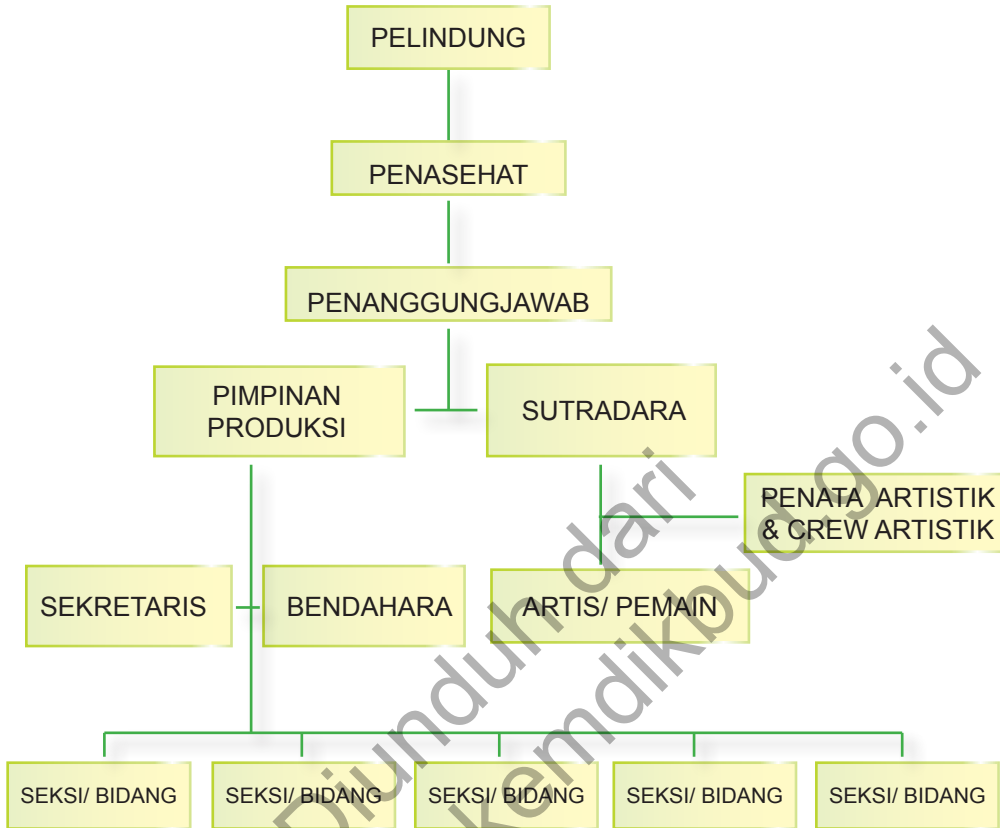 PELINDUNG
PENASEHAT
PENANGGUNGJAWAB
PIMPINAN
PRODUKSI
SUTRADARA
PENATA ARTISTIK
& CREW ARTISTIK
SEKRETARIS
BENDAHARA
ARTIS/ PEMAIN
SEKSI/ BIDANG
SEKSI/ BIDANG
SEKSI/ BIDANG
SEKSI/ BIDANG
SEKSI/ BIDANG
Diunduh dari
kemdikbud.go.id